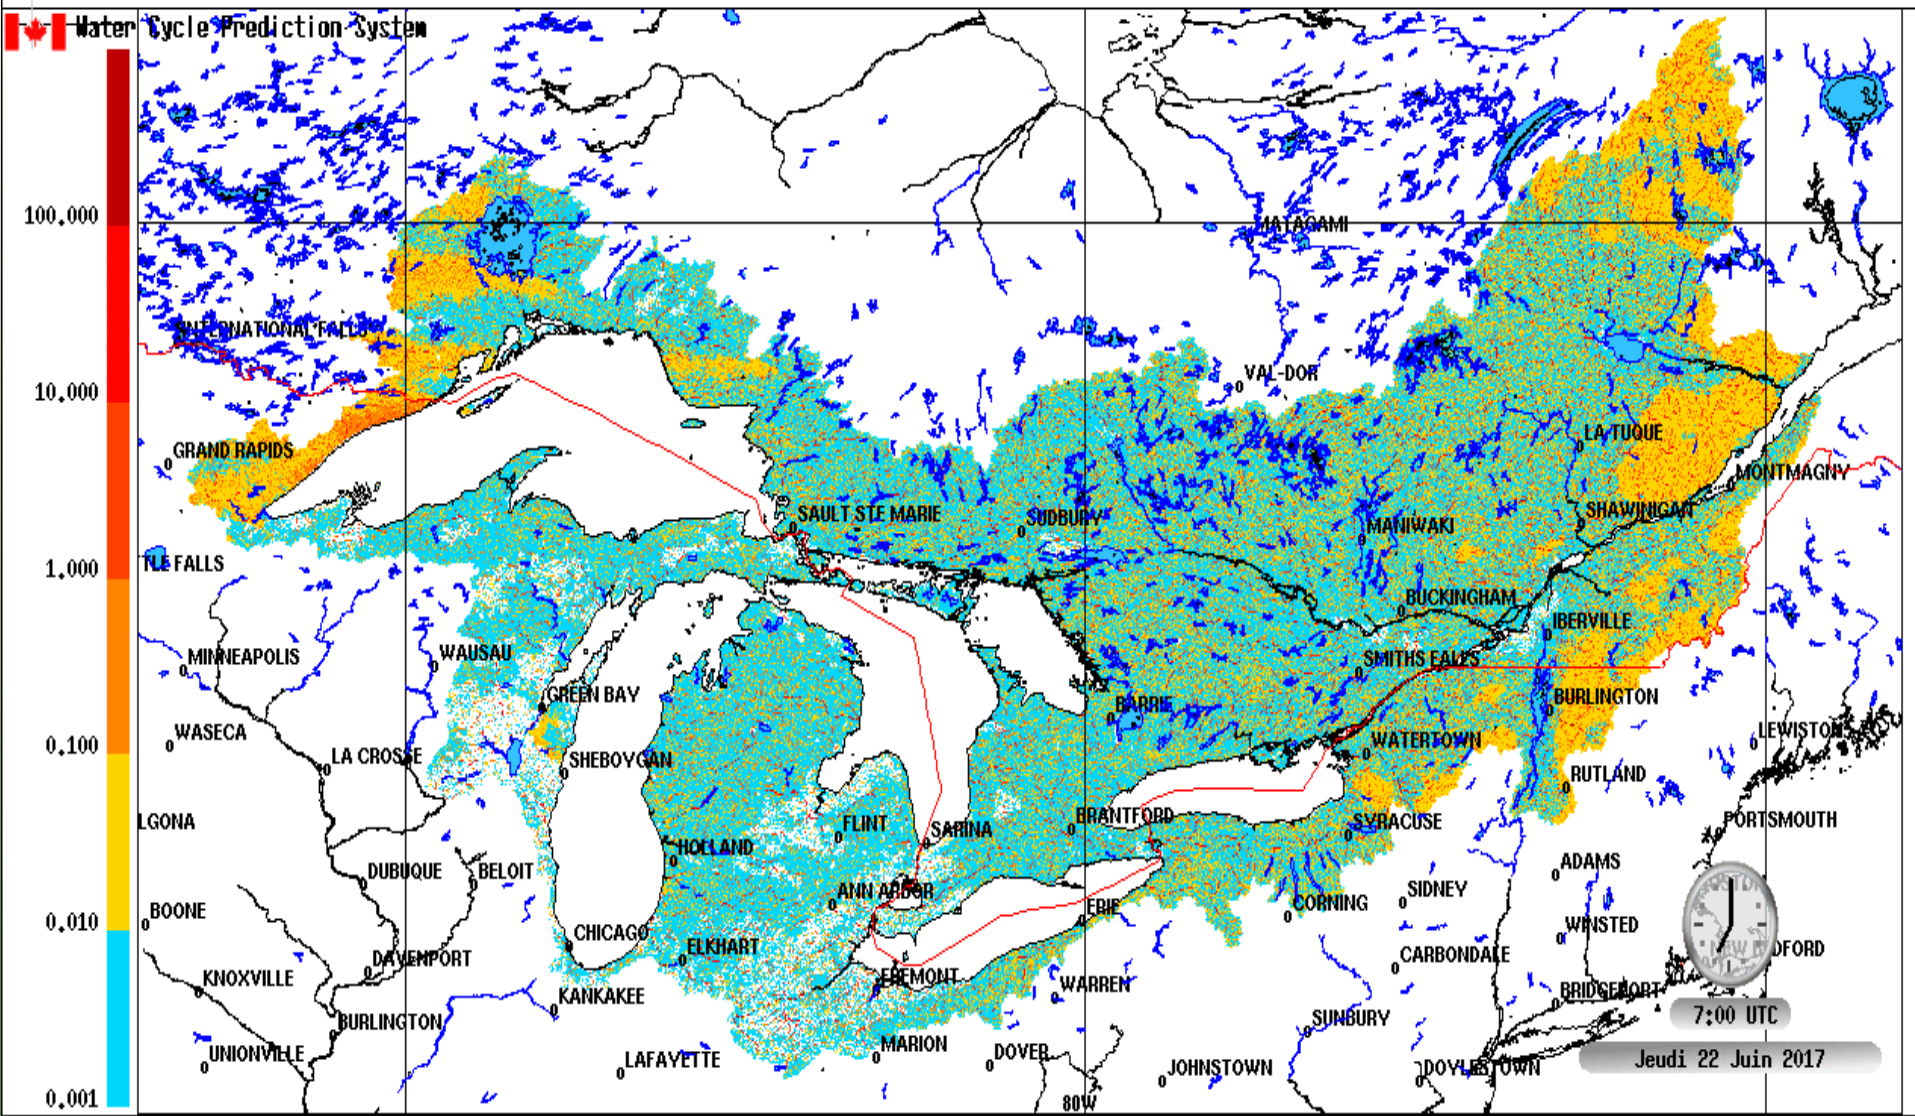 Water Cycle Prediction System
MATAGAMI
100.000
INTERNATIONAL FALLS
VAL-DOR
10.000
LA TUQUE
GRAND RAPIDS
MONTMAGNY
SHAWINIGAN
SAULT STE MARIE
SUDBURY
MANIWAKI
TLE FALLS
1.000
BUCKINGHAM
IBERVILLE
WAUSAU
MINNEAPOLIS
SMITHS FALLS
GREEN BAY
BURLINGTON
BARRIE
WASECA
LEWISTON
0.100
WATERTOWN
LA CROSSE
SHEBOYGAN
RUTLAND
LGONA
FLINT
SARINA
BRANTFORD
SYRACUSE
PORTSMOUTH
HOLLAND
DUBUQUE
BELOIT
ADAMS
ANN ARBOR
SIDNEY
BOONE
0.010
CORNING
ERIE
WINSTED
CHICAGO
ELKHART
DAVENPORT
CARBONDALE
DFORD
KNOXVILLE
FREMONT
WARREN
KANKAKEE
BRIDGEPORT
BURLINGTON
SUNBURY
7:00 UTC
UNIONVILLE
LAFAYETTE
MARION
DOVER
Jeudi 22 Juin 2017
JOHNSTOWN
DOYLESTOWN
0.001
80W